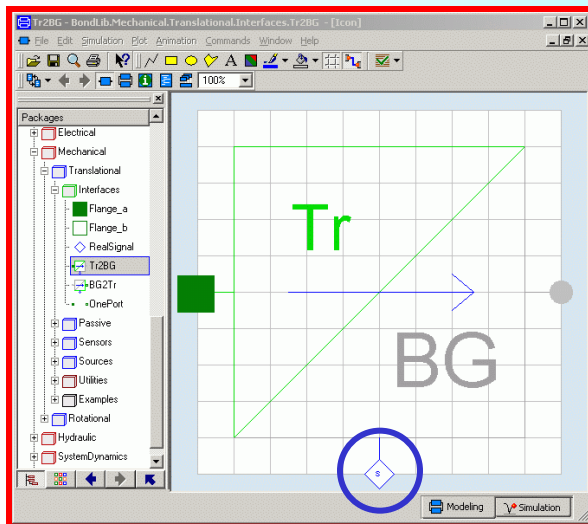 Tr2BG - BondLib.Mechanical.Translational.Interfaces.Tr2BG - [Icon]
File Edit Simulation Plot Animation Commands Window Help
100%
Packages
Electrical
Mechanical
Translational
Interfaces
Flange_a
Flange_b
RealSignal
Tr2BG
BG2Tr
OnePort
Passive
Sensors
Sources
Utilities
Examples
Rotational
Hydraulic
SystemDynamics
Tr
BG
s
Modeling Simulation